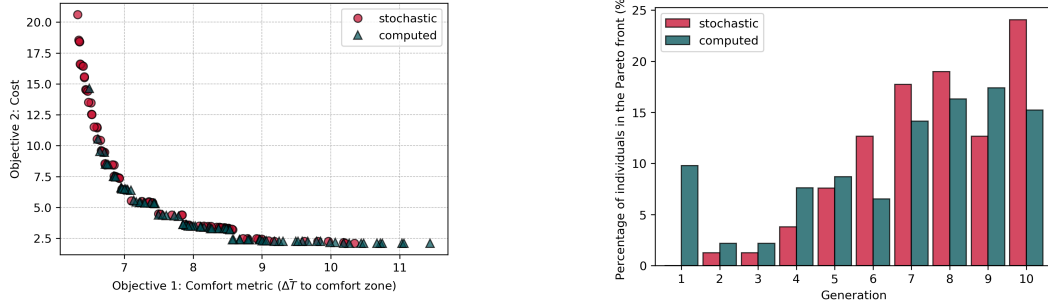 20.0
17.5
15.0
12.5
10.0
7.5
5.0
2.5
Objective 2: Cost
stochastic
computed
7 8 9 10 11
Objective 1: Comfort metric (ΔT̄ to comfort zone)
Percentage of individuals in the Pareto front (%
25
20
15
10
5
0
stochastic
computed
1 2 3 4 5 6 7 8 9 10
Generation